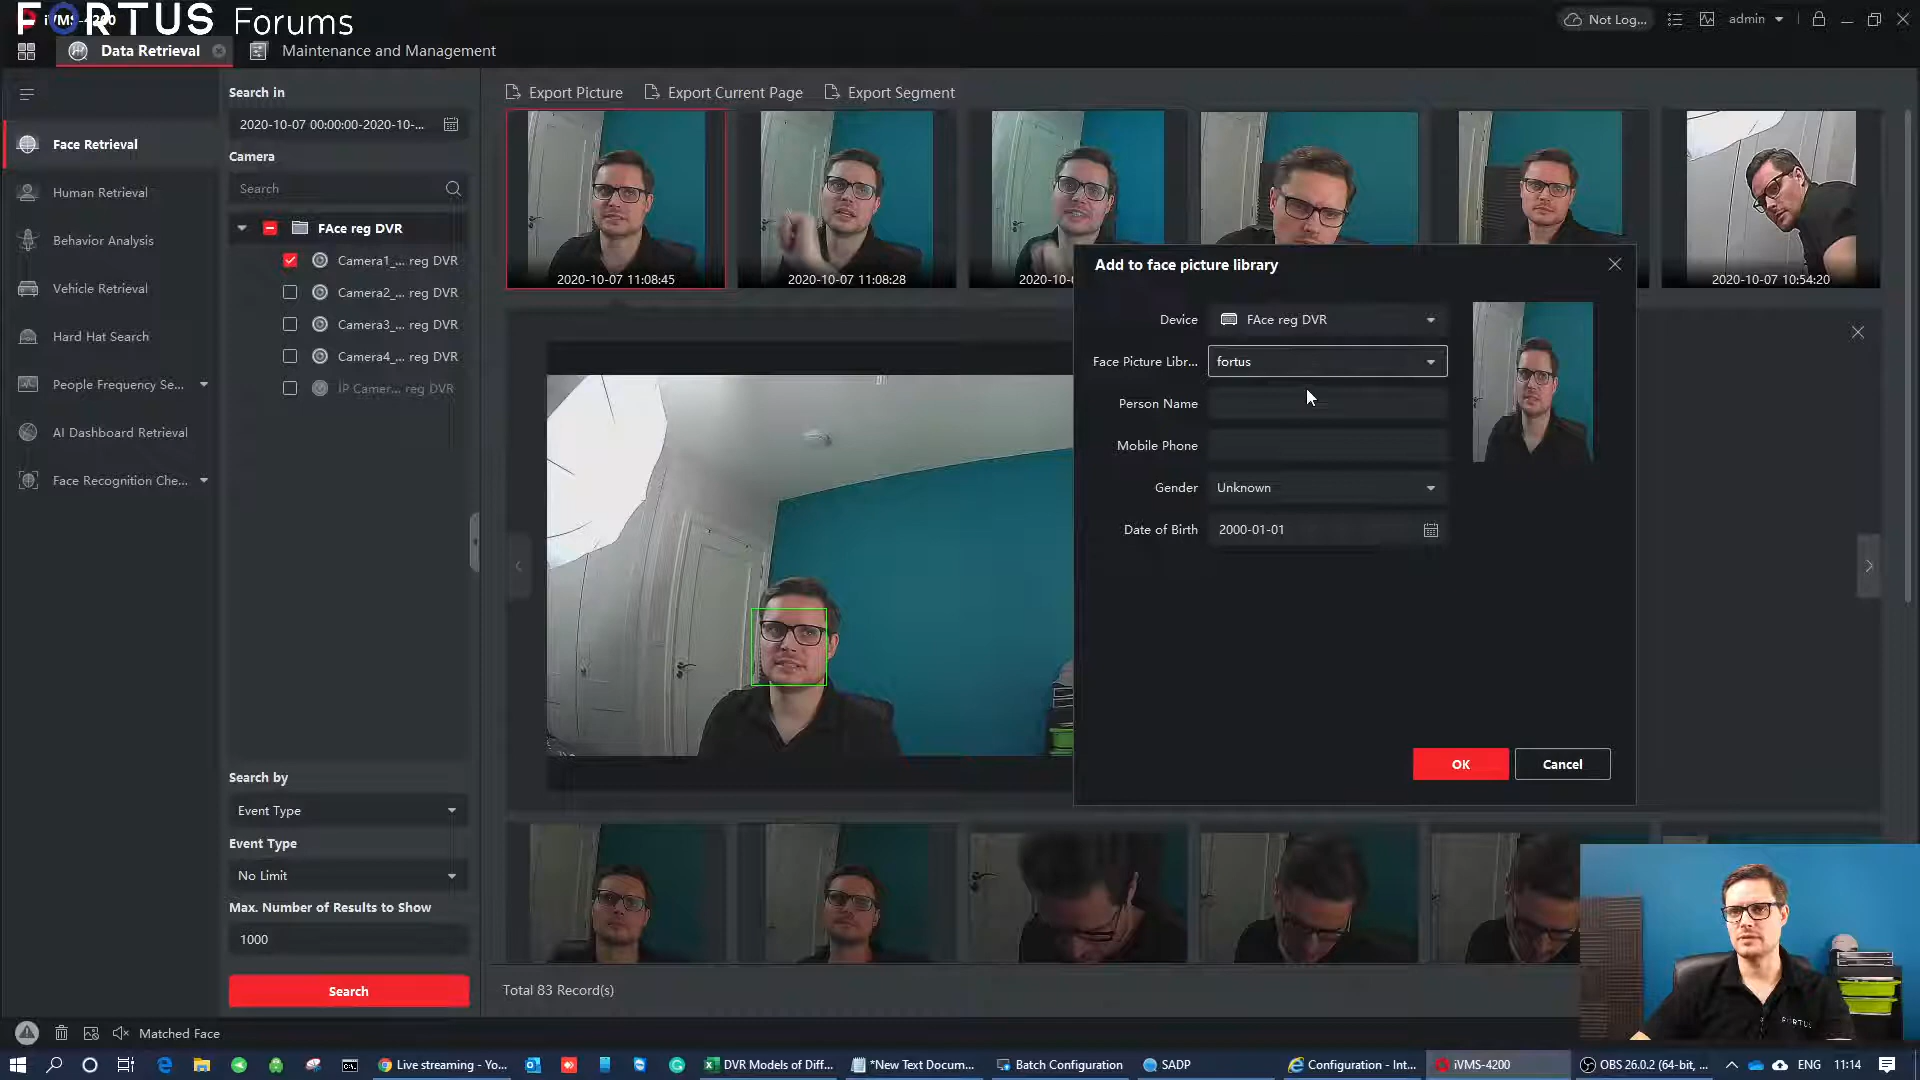 FORTUS Forums
iVMS-4200
Not Log...
admin
Data Retrieval
Maintenance and Management
Face Retrieval
Human Retrieval
Behavior Analysis
Vehicle Retrieval
Hard Hat Search
People Frequency Se...
AI Dashboard Retrieval
Face Recognition Che...
Search in
2020-10-07 00:00:00-2020-10-...
Camera
Search
FAce reg DVR
Camera1_... reg DVR
Camera2_... reg DVR
Camera3_... reg DVR
Camera4_... reg DVR
IP Camer... reg DVR
Search by
Event Type
Event Type
No Limit
Max. Number of Results to Show
1000
Search
Export Picture
Export Current Page
Export Segment
2020-10-07 11:08:45
2020-10-07 11:08:28
2020-10-07 10:54:20
Add to face picture library
Device
FAce reg DVR
Face Picture Libr...
fortus
Person Name
Mobile Phone
Gender
Unknown
Date of Birth
2000-01-01
OK
Cancel
Total 83 Record(s)
FORTUS
Matched Face
Live streaming - Yo...
DVR Models of Diff...
*New Text Docum...
Batch Configuration
SADP
Configuration - Int...
iVMS-4200
OBS 26.0.2 (64-bit, ...
ENG
11:14